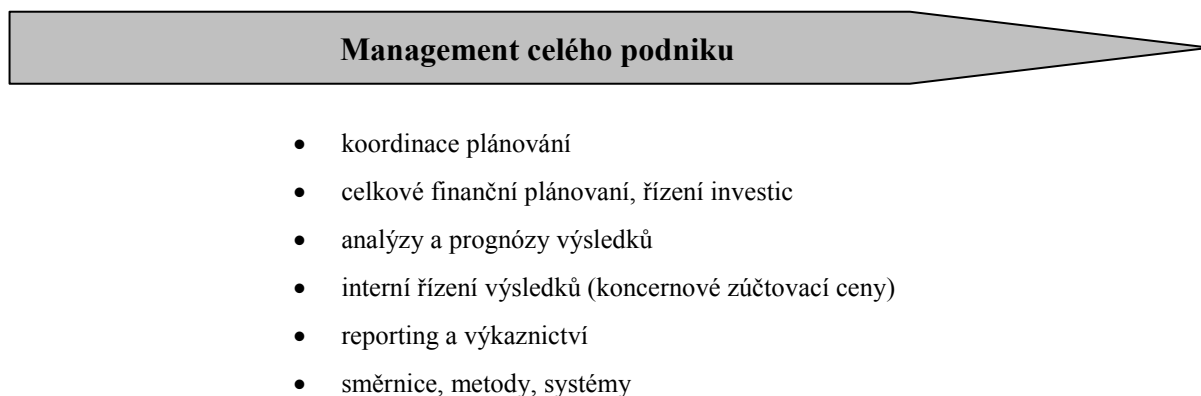 Management celého podniku
• koordinace plánování
• celkové finanční plánovaní, řízení investic
• analýzy a prognózy výsledků
• interní řízení výsledků (koncernové zúčtovací ceny)
• reporting a výkaznictví
• směrnice, metody, systémy